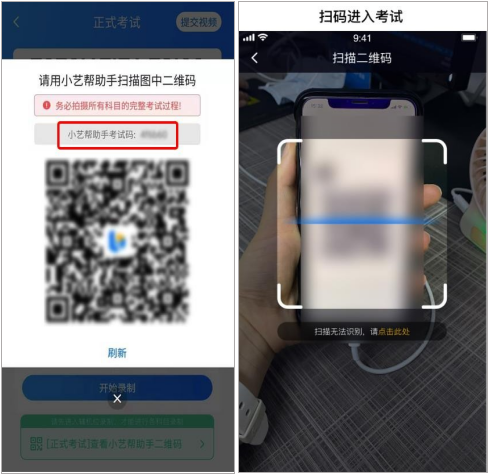 正式考试
提交视频
请用小艺帮助手扫描图中二维码
务必拍摄所有科目的完整考试过程!
小艺帮助手考试码:
刷新
开始录制
[正式考试]查看小艺帮助手二维码
扫码进入考试
9:41
扫描二维码
扫描无法识别，请点击此处